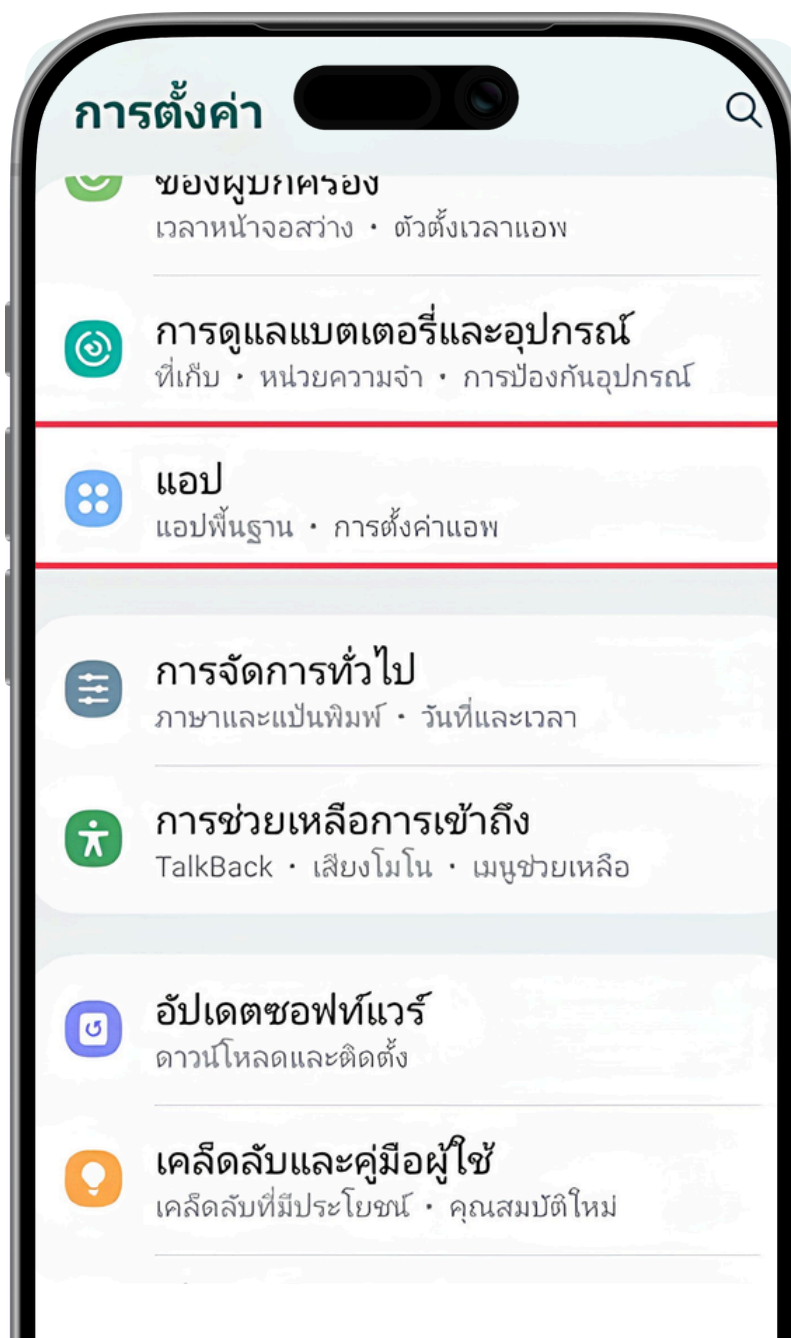 การตั้งค่า
ของผู้ปกครอง
เวลาหน้าจอสว่าง • ตัวตั้งเวลาแอพ
การดูแลแบตเตอรี่และอุปกรณ์
ที่เก็บ • หน่วยความจำ • การป้องกันอุปกรณ์
แอป
แอปพื้นฐาน • การตั้งค่าแอพ
การจัดการทั่วไป
ภาษาและแป้นพิมพ์ • วันที่และเวลา
การช่วยเหลือการเข้าถึง
TalkBack • เสียงโมโน • เมนูช่วยเหลือ
อัปเดตซอฟท์แวร์
ดาวน์โหลดและติดตั้ง
เคล็ดลับและคู่มือผู้ใช้
เคล็ดลับที่มีประโยชน์ • คุณสมบัติใหม่